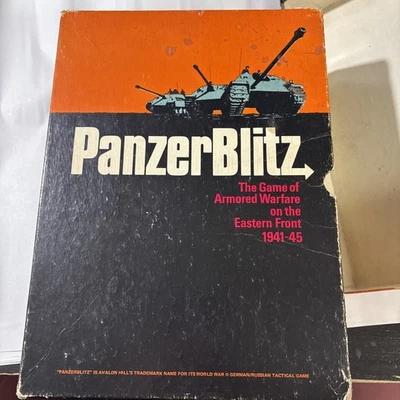 PanzerBlitz
The Game of
Armored Warfare
on the
Eastern Front
1941-45
"PANZERBLITZ" IS AVALON HILL'S TRADEMARK NAME FOR ITS WORLD WAR II GERMAN/RUSSIAN TACTICAL GAME